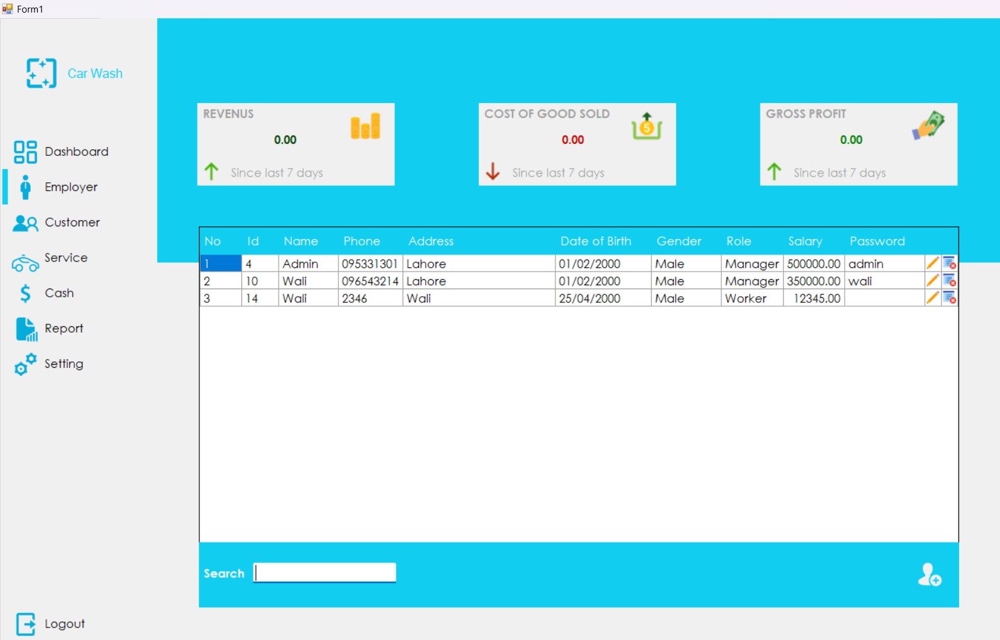 Form1
Car Wash
Dashboard
Employer
Customer
Service
Cash
Report
Setting
Logout
REVENUS
0.00
Since last 7 days
COST OF GOOD SOLD
0.00
Since last 7 days
GROSS PROFIT
0.00
Since last 7 days
No Id Name Phone Address Date of Birth Gender Role Salary Password
1 4 Admin 095331301 Lahore 01/02/2000 Male Manager 500000.00 admin
2 10 Wali 096543214 Lahore 01/02/2000 Male Manager 350000.00 wali
3 14 Wali 2346 Wali 25/04/2000 Male Worker 12345.00
Search